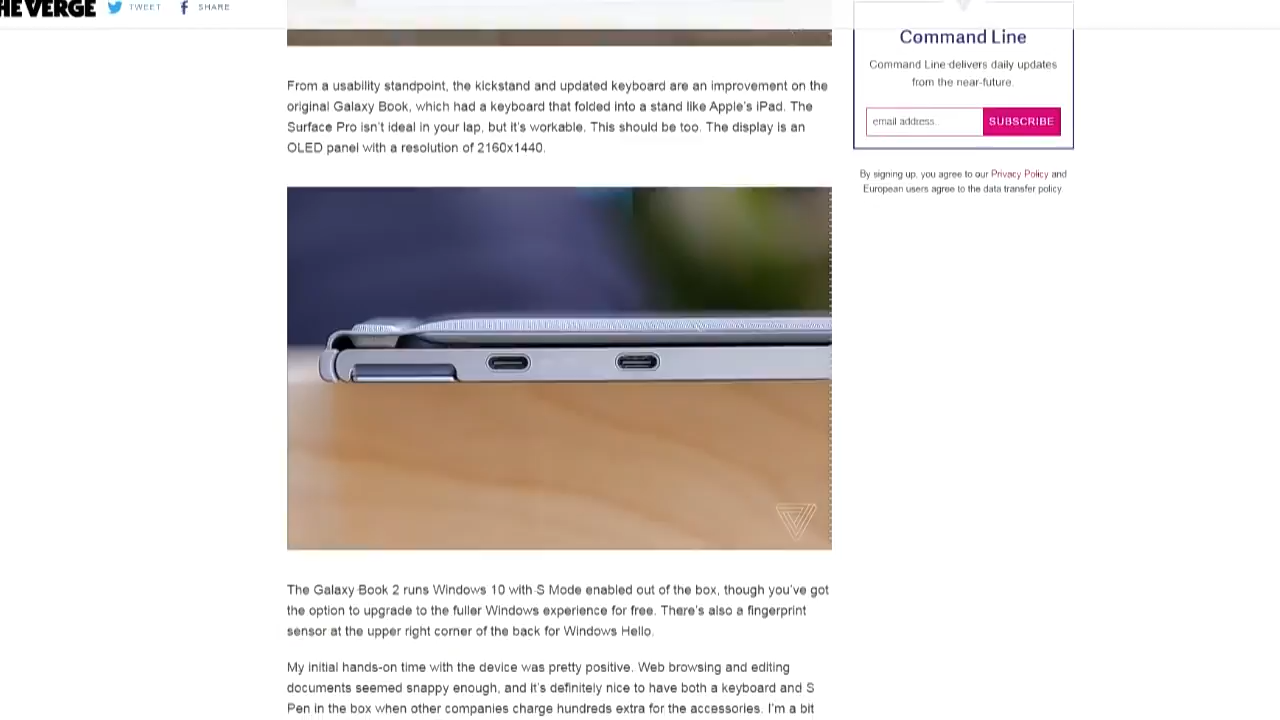 HE VERGE TWEET SHARE
Command Line
Command Line delivers daily updates
from the near-future.
email address... SUBSCRIBE
By signing up, you agree to our Privacy Policy and
European users agree to the data transfer policy.
From a usability standpoint, the kickstand and updated keyboard are an improvement on the
original Galaxy Book, which had a keyboard that folded into a stand like Apple's iPad. The
Surface Pro isn't ideal in your lap, but it's workable. This should be too. The display is an
OLED panel with a resolution of 2160x1440.
The Galaxy Book 2 runs Windows 10 with S Mode enabled out of the box, though you've got
the option to upgrade to the fuller Windows experience for free. There's also a fingerprint
sensor at the upper right corner of the back for Windows Hello.
My initial hands-on time with the device was pretty positive. Web browsing and editing
documents seemed snappy enough, and it's definitely nice to have both a keyboard and S
Pen in the box when other companies charge hundreds extra for the accessories. I'm a bit